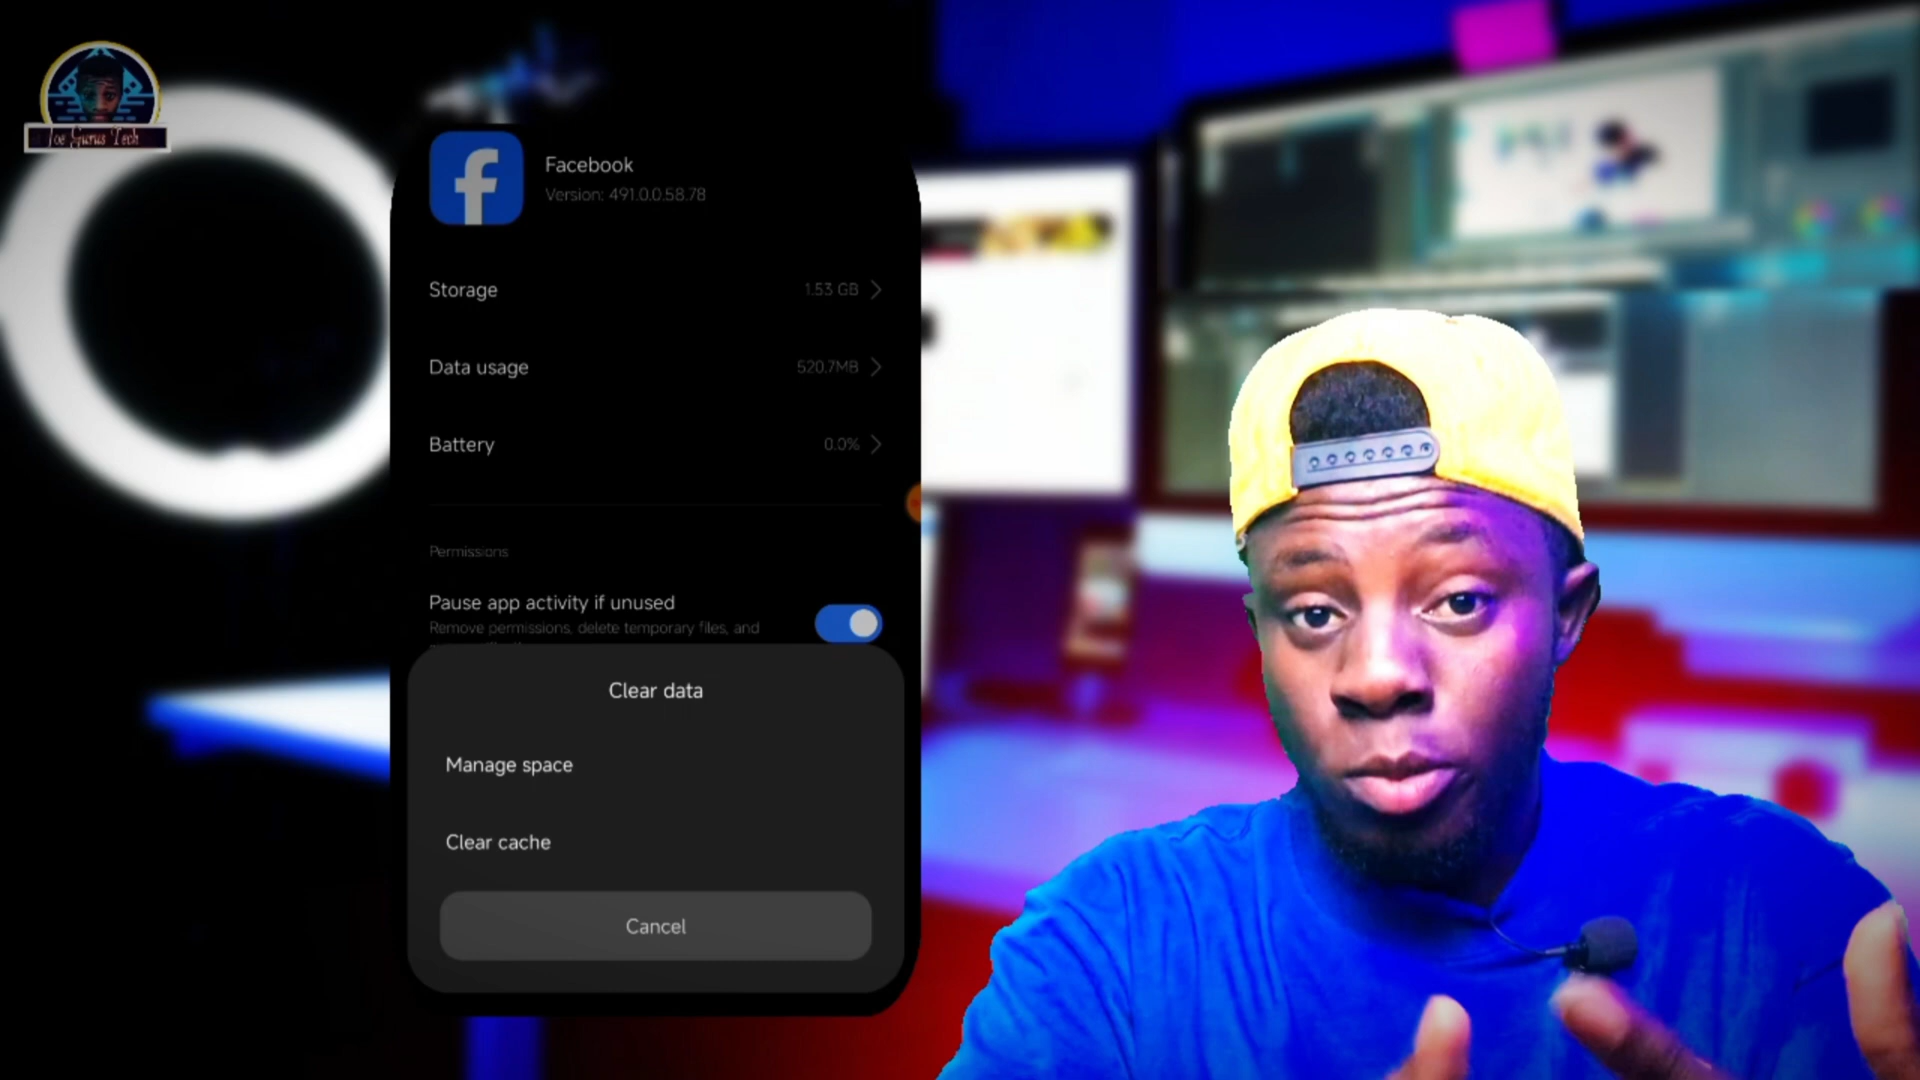 Joe Gurus Tech
Facebook
Version: 491.0.0.58.78
Storage
1.53 GB
Data usage
520.7MB
Battery
0.0%
Permissions
Pause app activity if unused
Remove permissions, delete temporary files, and
Clear data
Manage space
Clear cache
Cancel